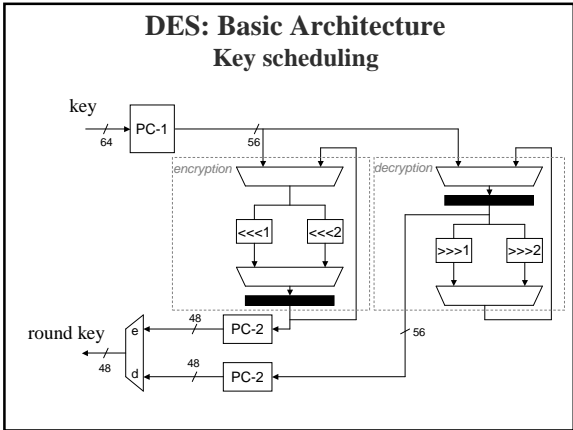 DES: Basic Architecture
Key scheduling
key
64
PC-1
56
encryption
decryption
<<<1
<<<2
>>>1
>>>2
round key
48
e
48
PC-2
56
d
48
PC-2